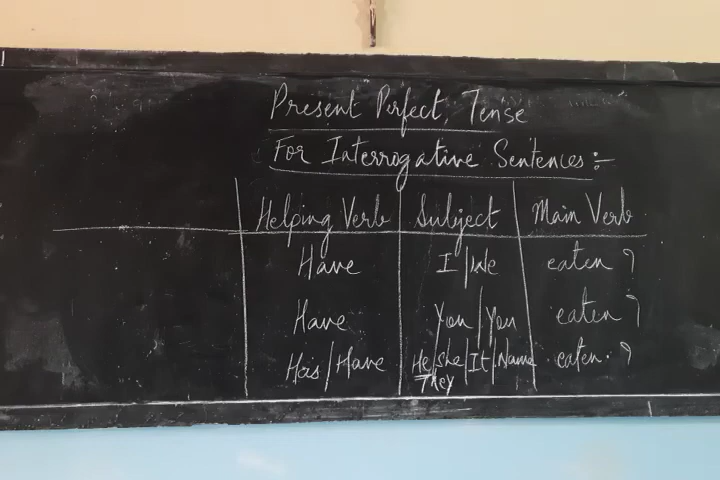 Present Perfect Tense
For Interrogative Sentences :-
Helping Verb Subject Main Verb
Have I/We eaten ?
Have You/You eaten ?
Has/Have He/She/It/Name eaten. ?
They